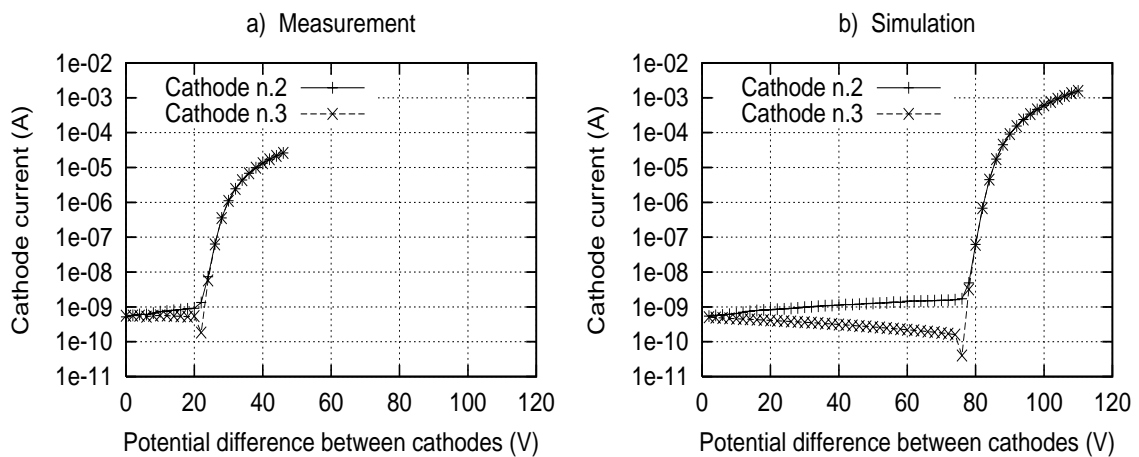 a) Measurement
Cathode current (A)
1e-02
1e-03
1e-04
1e-05
1e-06
1e-07
1e-08
1e-09
1e-10
1e-11
Cathode n.2
Cathode n.3
0 20 40 60 80 100 120
Potential difference between cathodes (V)
b) Simulation
Cathode current (A)
1e-02
1e-03
1e-04
1e-05
1e-06
1e-07
1e-08
1e-09
1e-10
1e-11
Cathode n.2
Cathode n.3
0 20 40 60 80 100 120
Potential difference between cathodes (V)